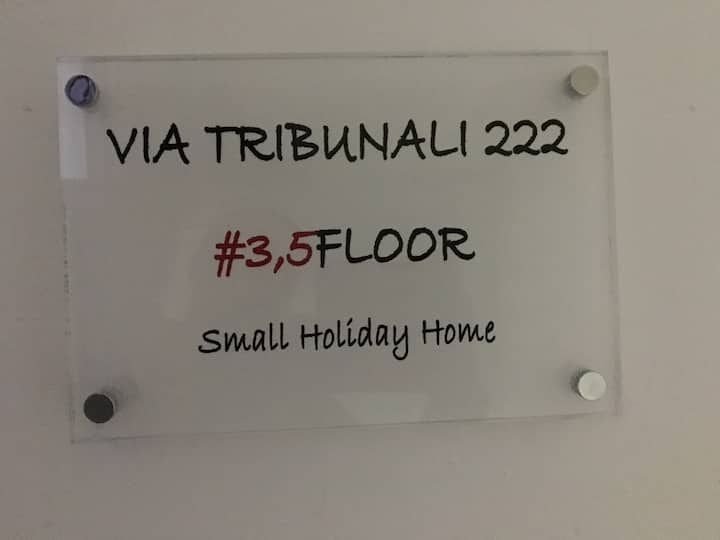 VIA TRIBUNALI 222
#3,5FLOOR
Small Holiday Home